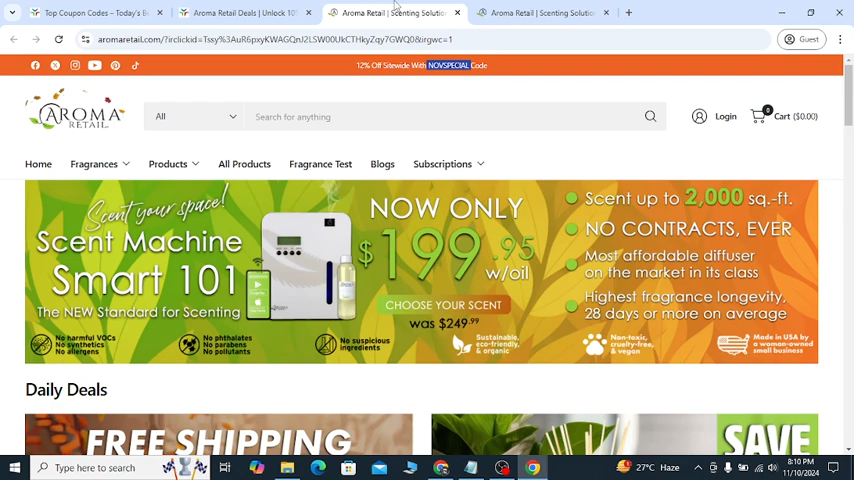 Top Coupon Codes – Today's Be
Aroma Retail Deals | Unlock 10
Aroma Retail | Scenting Solutio
Aroma Retail | Scenting Solution
aromaretail.com/?irclickid=Tssy%3AuR6pxyKWAGQnJ2LSW00UkCTHkyZqy7GWQ0&irgwc=1
Guest
12% Off Sitewide With NOVSPECIAL Code
AROMA
RETAIL
All
Search for anything
Login
0
Cart ($0.00)
Home
Fragrances
Products
All Products
Fragrance Test
Blogs
Subscriptions
Scent your space!
Scent Machine
Smart 101
The NEW Standard for Scenting
NOW ONLY
$199.95
w/oil
CHOOSE YOUR SCENT
was $249.99
Scent up to 2,000 sq.-ft.
NO CONTRACTS, EVER
Most affordable diffuser
on the market in its class
Highest fragrance longevity,
28 days or more on average
No harmful VOCs
No synthetics
No allergens
No phthalates
No parabens
No pollutants
No suspicious
ingredients
Sustainable,
eco-friendly,
& organic
Non-toxic,
cruelty-free,
& vegan
Made in USA by
a woman-owned
small business
Daily Deals
FREE SHIPPING
SAVE
Type here to search
27°C Haze
8:10 PM
11/10/2024